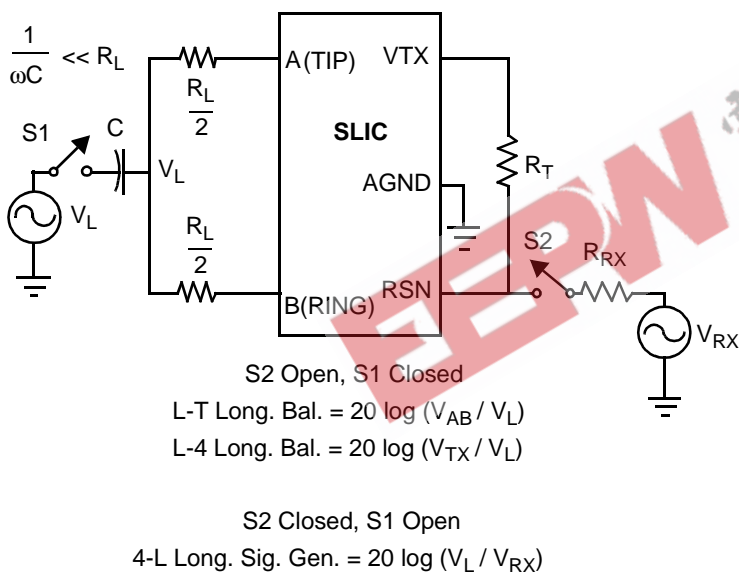 1
ωC
<< R_L
A(TIP)
VTX
R_L
2
SLIC
S1
C
V_L
R_T
AGND
V_L
R_L
2
S2
R_RX
B(RING)
RSN
V_RX
EEPW
S2 Open, S1 Closed
L-T Long. Bal. = 20 log (V_AB / V_L)
L-4 Long. Bal. = 20 log (V_TX / V_L)
S2 Closed, S1 Open
4-L Long. Sig. Gen. = 20 log (V_L / V_RX)